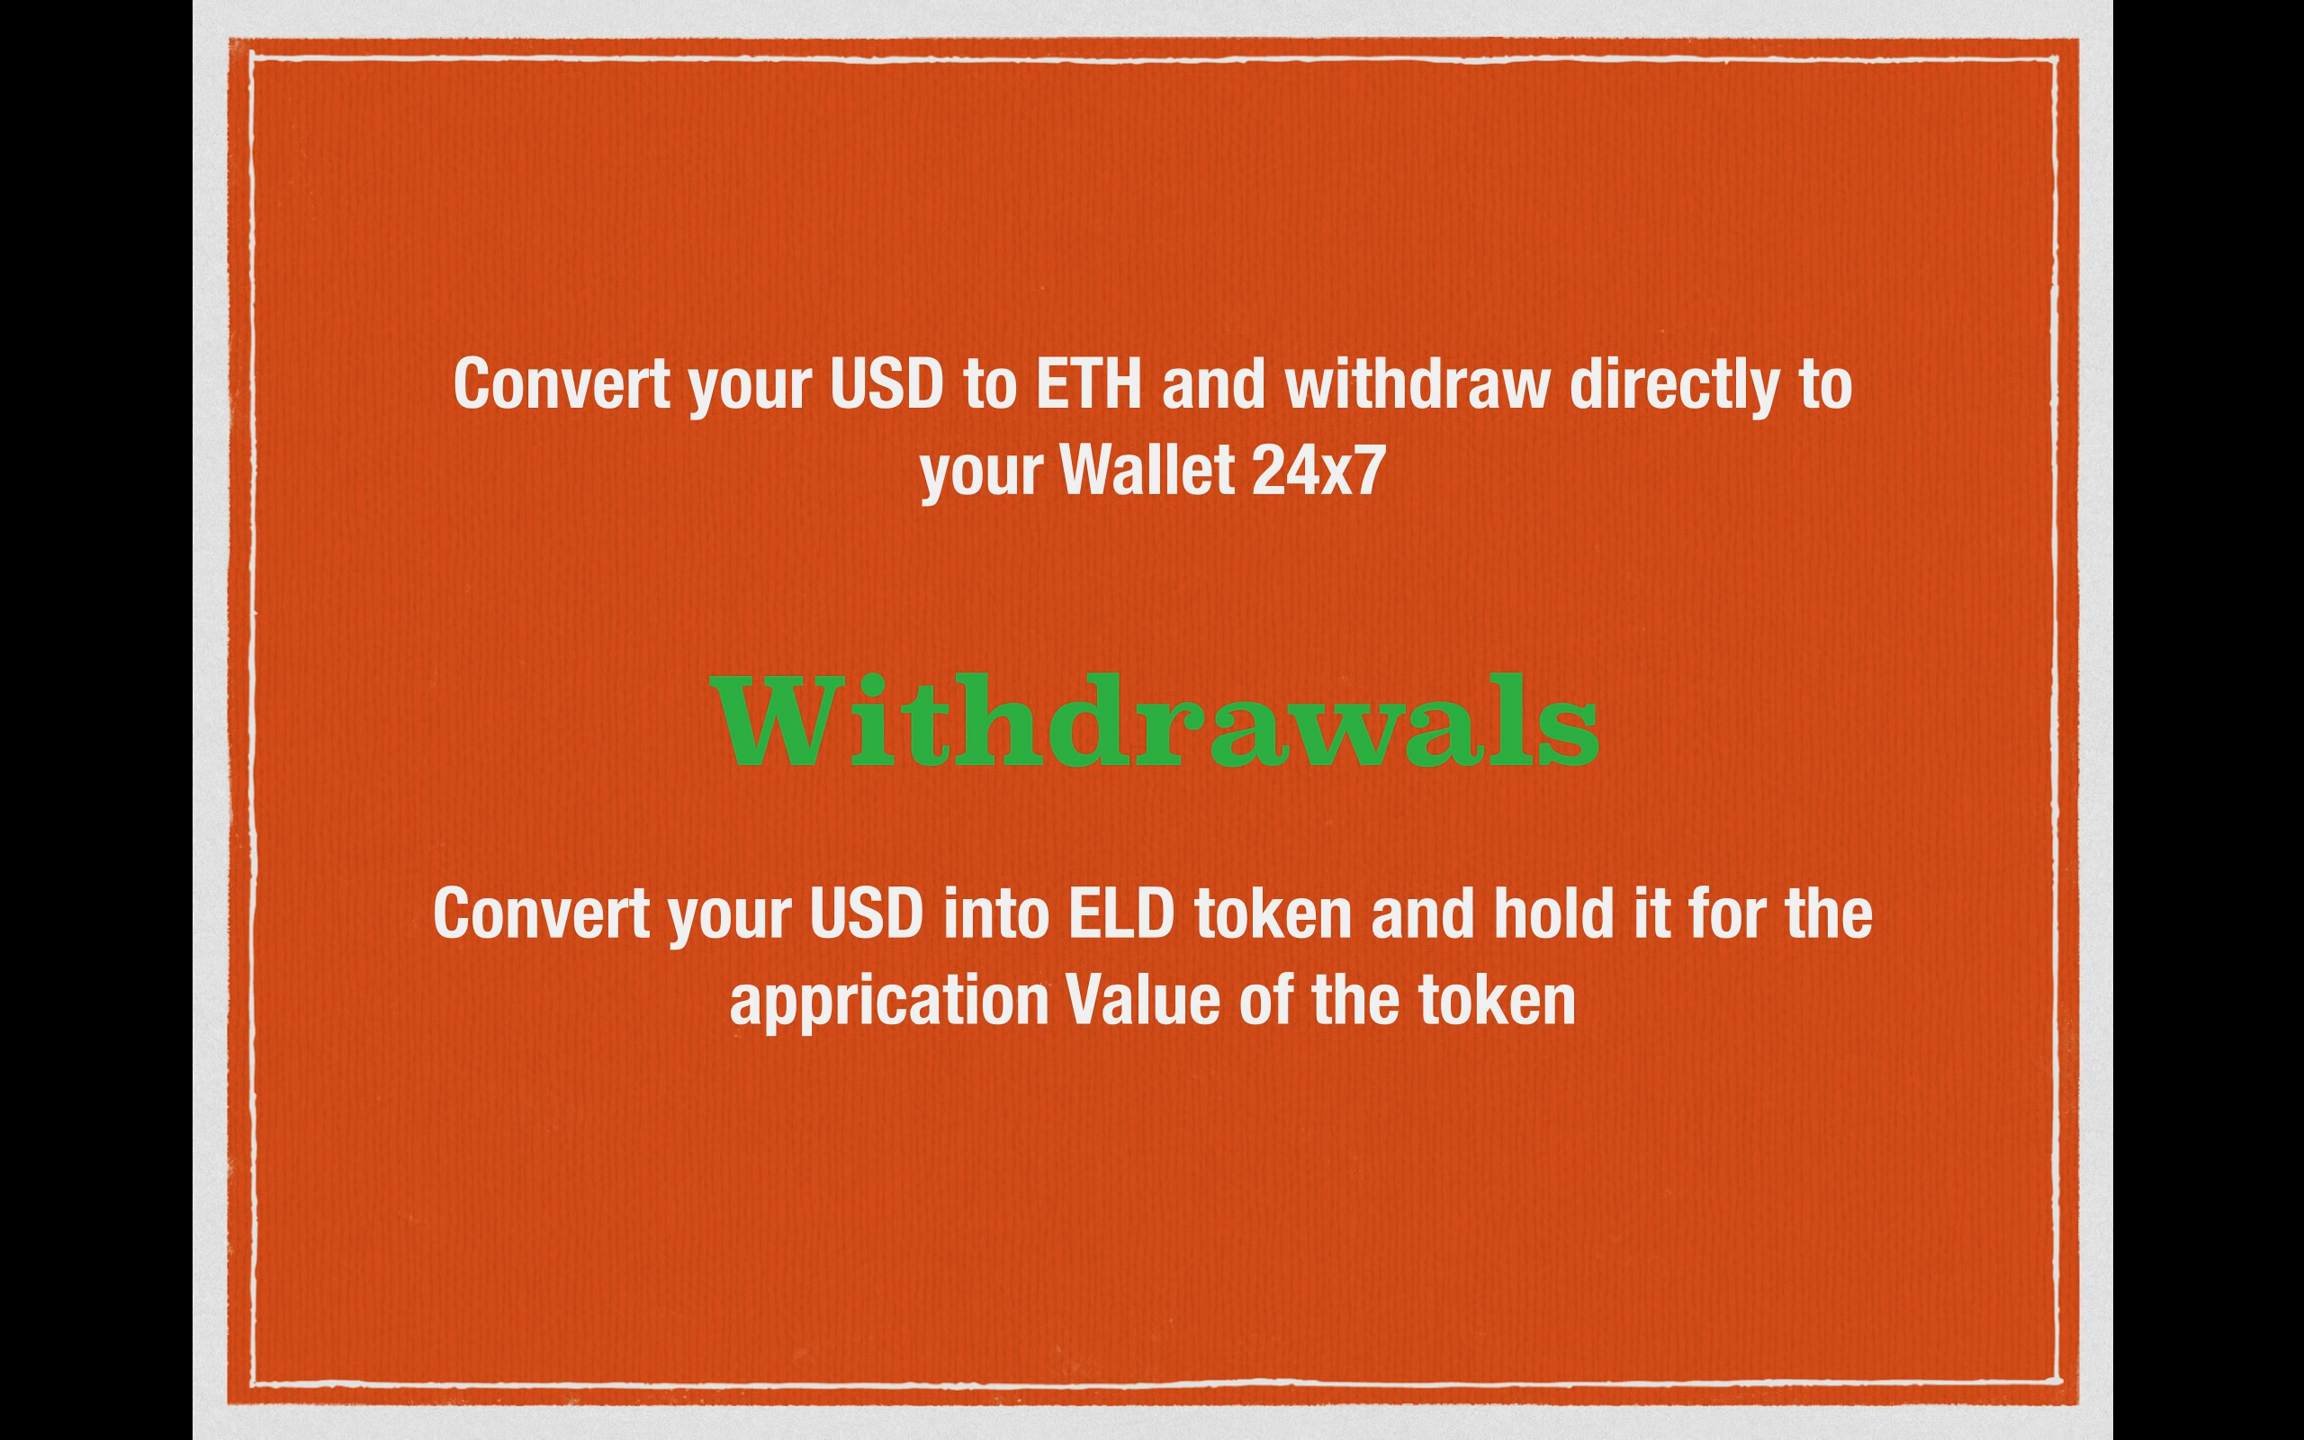 Convert your USD to ETH and withdraw directly to
your Wallet 24x7
Withdrawals
Convert your USD into ELD token and hold it for the
apprication Value of the token